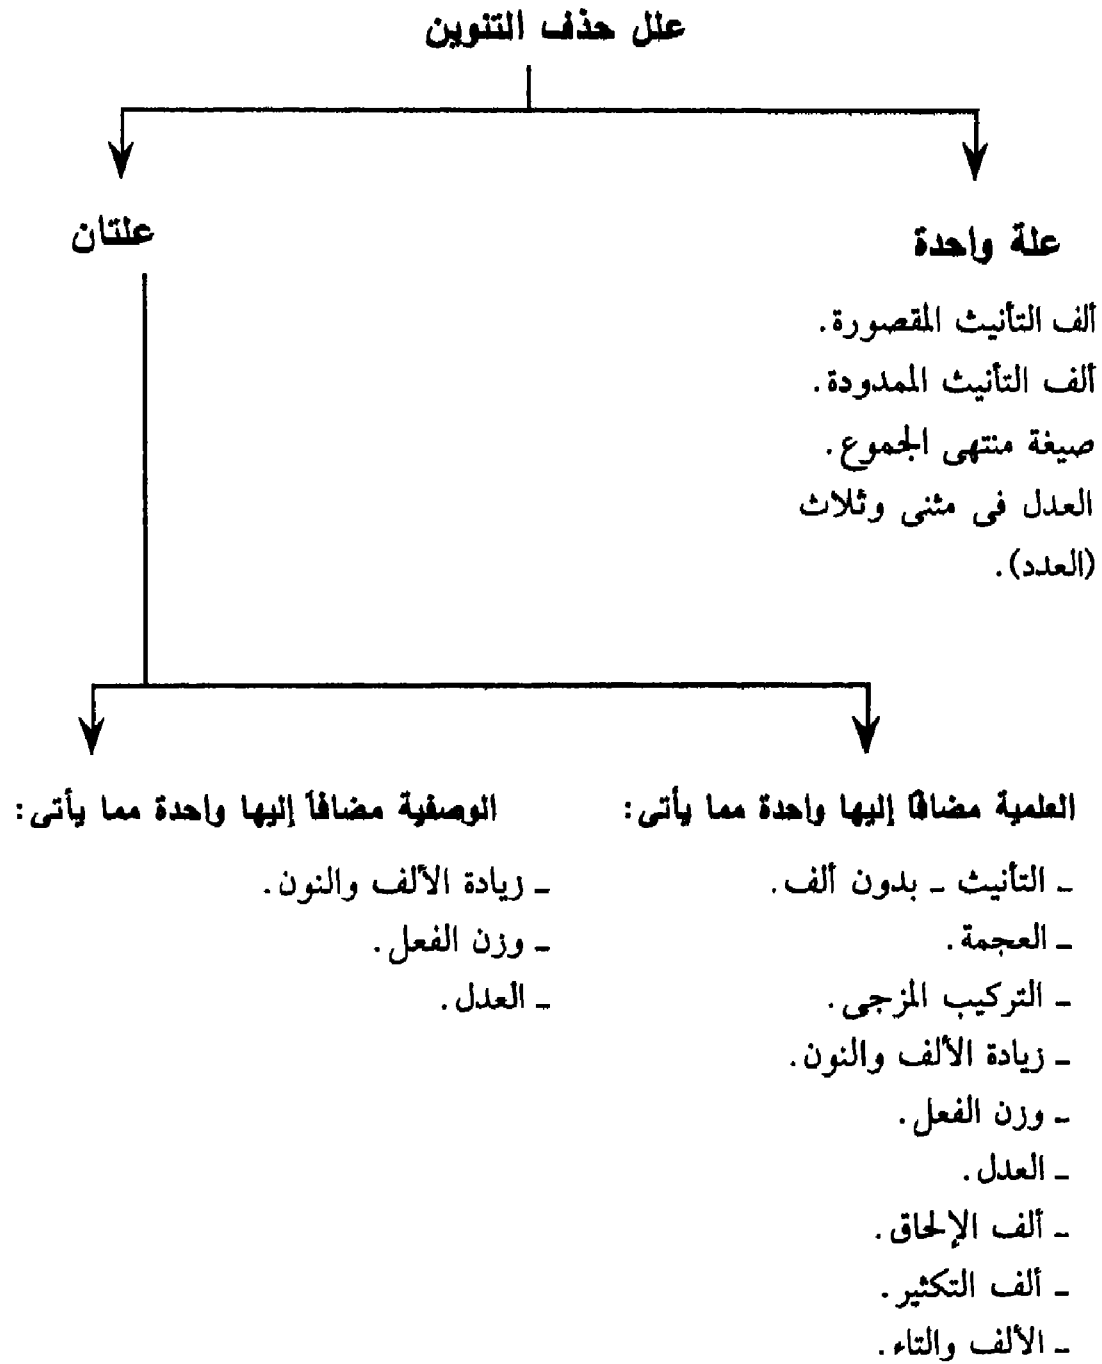 علل حذف التنوين
علة واحدة
ألف التأنيث المقصورة.
ألف التأنيث الممدودة.
صيغة منتهى الجموع.
العدل فى مثنى وثلاث
(العدد).
علتان
العلمية مضافًا إليها واحدة مما يأتى:
ـ التأنيث ـ بدون ألف.
ـ العجمة.
ـ التركيب المزجى.
ـ زيادة الألف والنون.
ـ وزن الفعل.
ـ العدل.
ـ ألف الإلحاق.
ـ ألف التكثير.
ـ الألف والتاء.
الوصفية مضافاً إليها واحدة مما يأتى:
ـ زيادة الألف والنون.
ـ وزن الفعل.
ـ العدل.